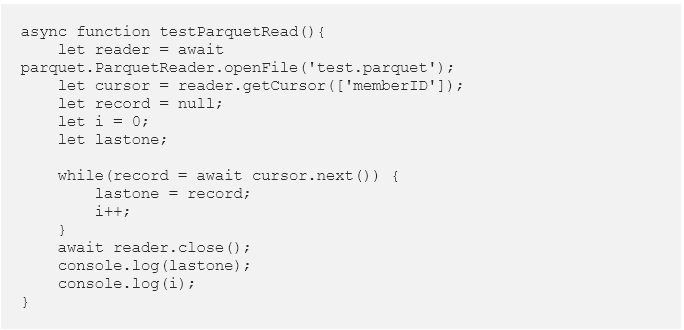 async function testParquetRead(){
    let reader = await
parquet.ParquetReader.openFile('test.parquet');
    let cursor = reader.getCursor(['memberID']);
    let record = null;
    let i = 0;
    let lastone;

    while(record = await cursor.next()) {
        lastone = record;
        i++;
    }
    await reader.close();
    console.log(lastone);
    console.log(i);
}